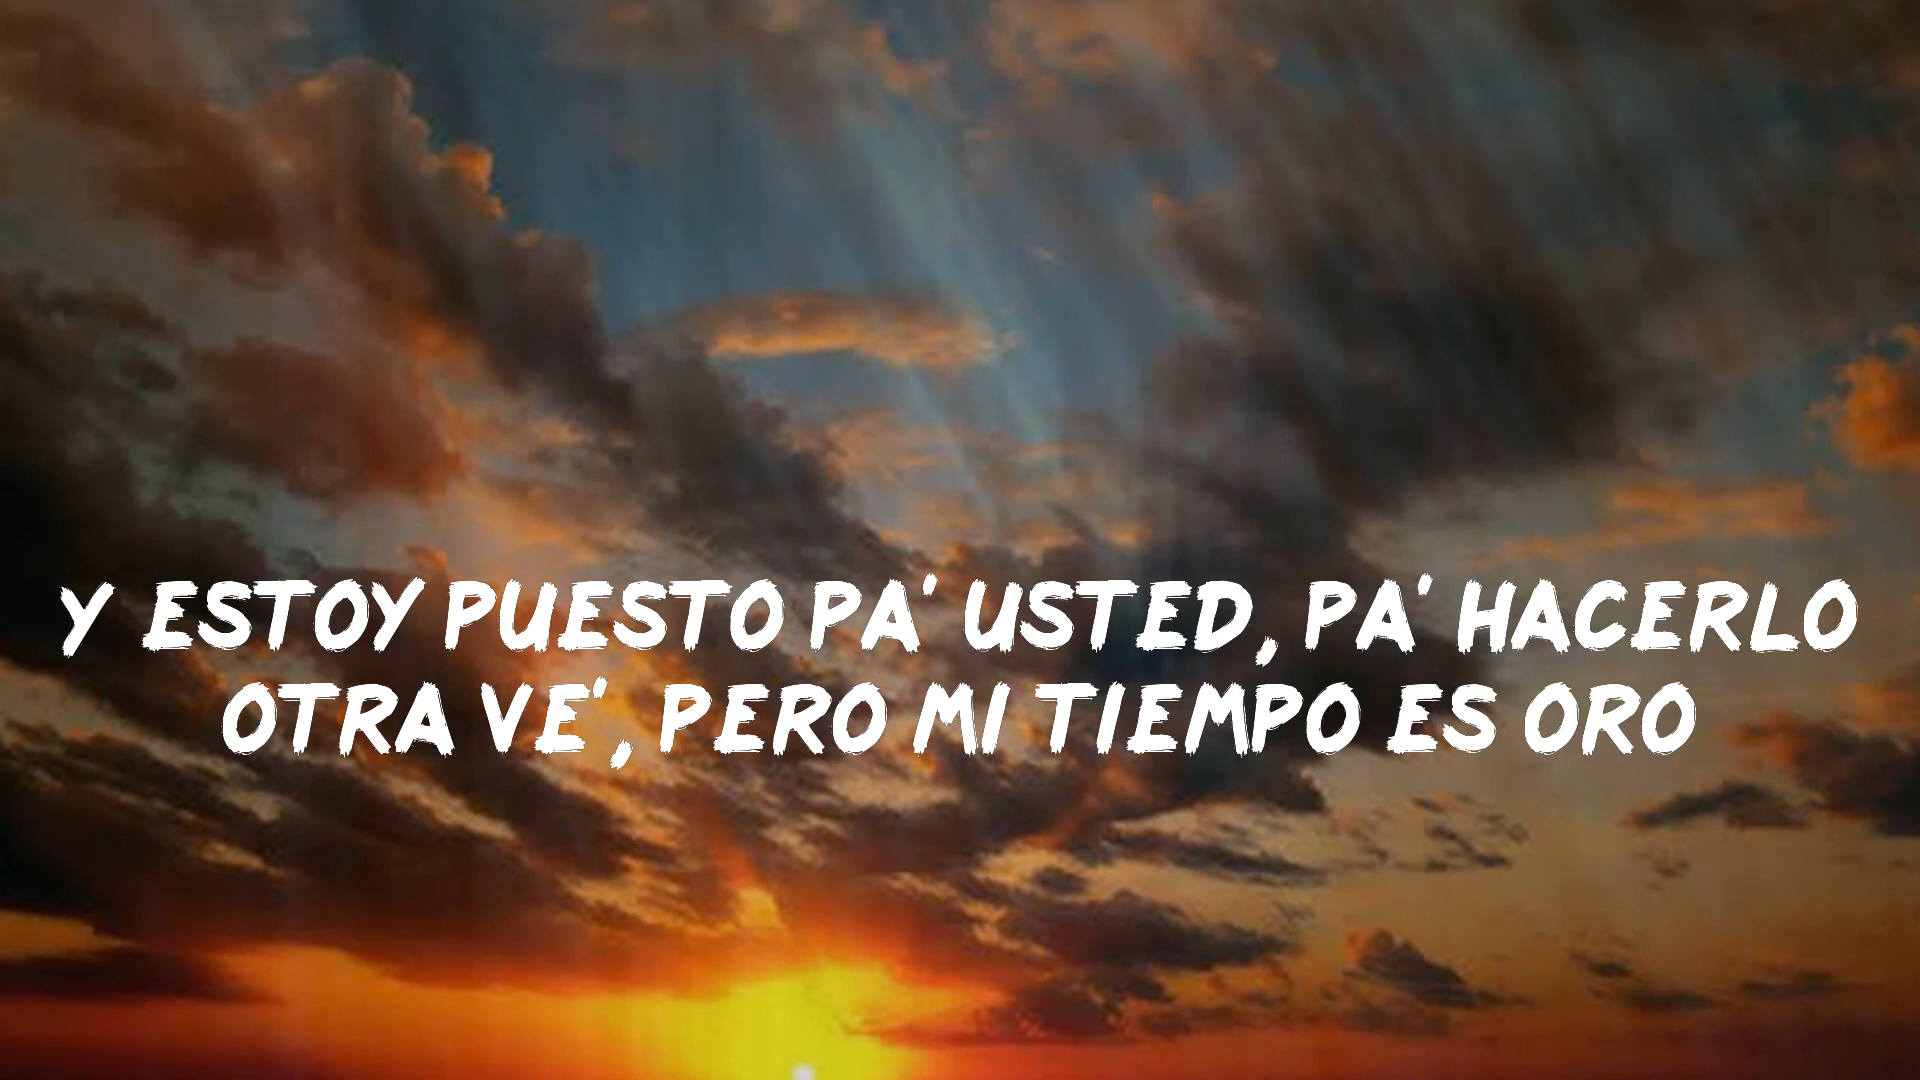 Y ESTOY PUESTO PA' USTED, PA' HACERLO
OTRA VE', PERO MI TIEMPO ES ORO